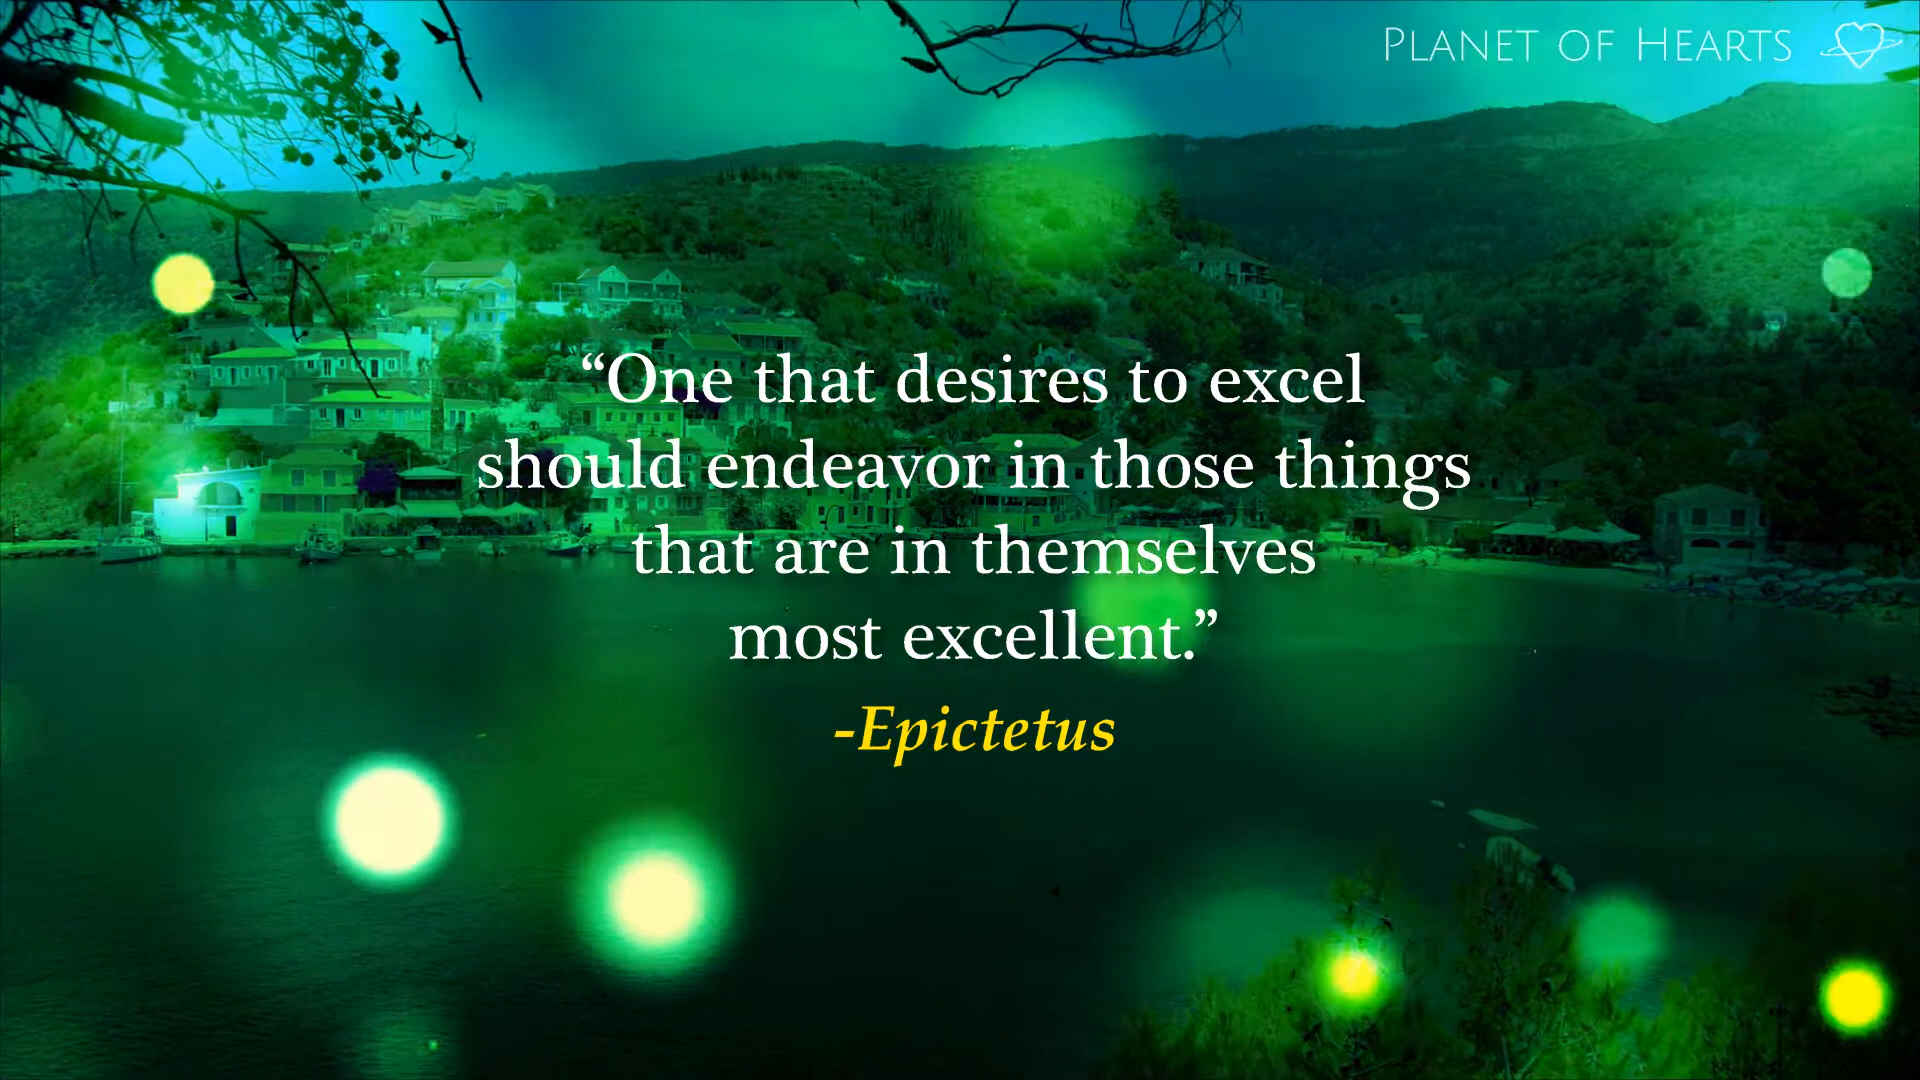 PLANET OF HEARTS
“One that desires to excel
should endeavor in those things
that are in themselves
most excellent.”
-Epictetus